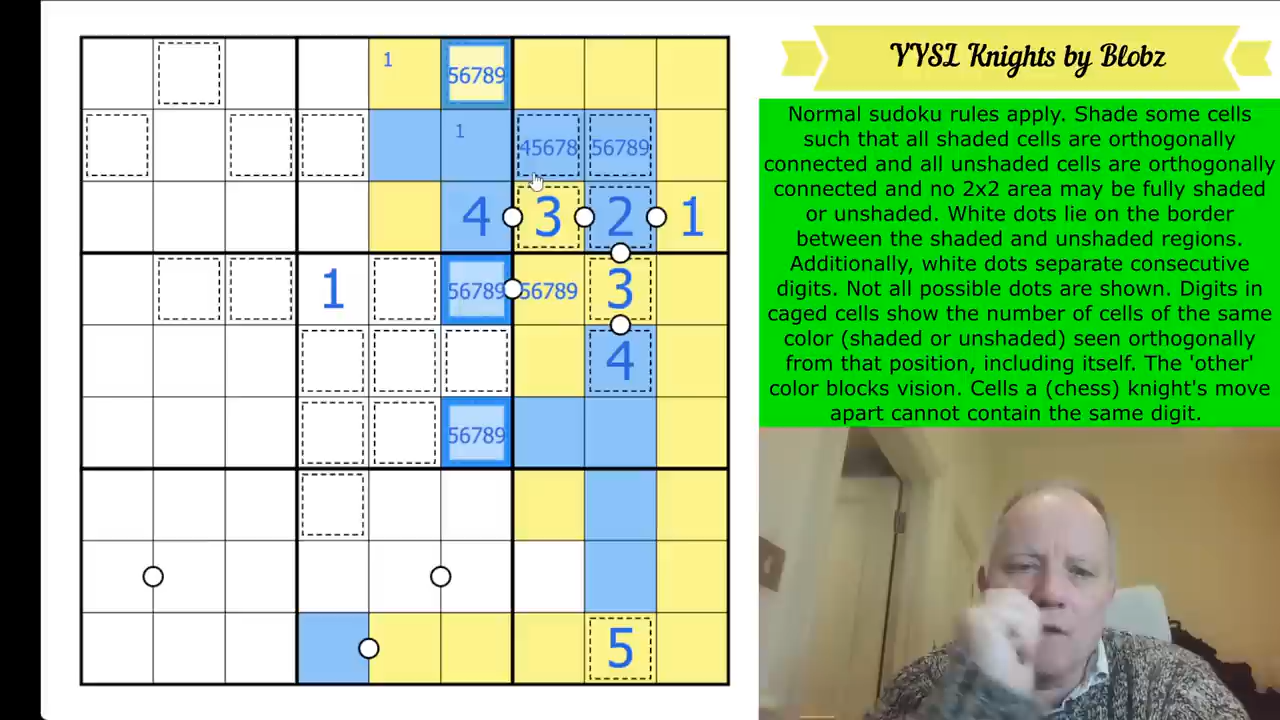 YYSL Knights by Blobz
Normal sudoku rules apply. Shade some cells
such that all shaded cells are orthogonally
connected and all unshaded cells are orthogonally
connected and no 2x2 area may be fully shaded
or unshaded. White dots lie on the border
between the shaded and unshaded regions.
Additionally, white dots separate consecutive
digits. Not all possible dots are shown. Digits in
caged cells show the number of cells of the same
color (shaded or unshaded) seen orthogonally
from that position, including itself. The 'other'
color blocks vision. Cells a (chess) knight's move
apart cannot contain the same digit.
1 56789
1 45678 56789
4 3 2 1
1 56789 56789 3
4
56789
5